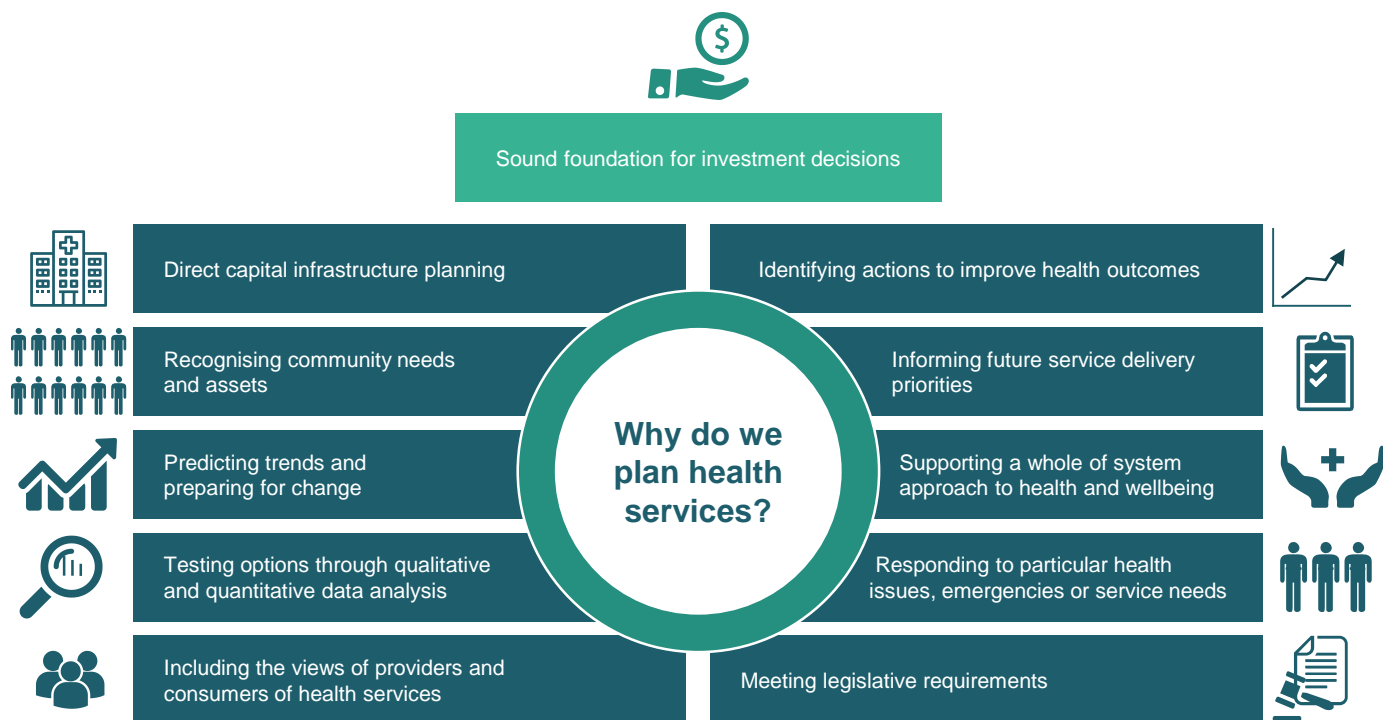 $
Sound foundation for investment decisions
Direct capital infrastructure planning
Identifying actions to improve health outcomes
Recognising community needs
and assets
Informing future service delivery
priorities
Why do we
plan health
services?
Predicting trends and
preparing for change
Supporting a whole of system
approach to health and wellbeing
Testing options through qualitative
and quantitative data analysis
Responding to particular health
issues, emergencies or service needs
Including the views of providers and
consumers of health services
Meeting legislative requirements